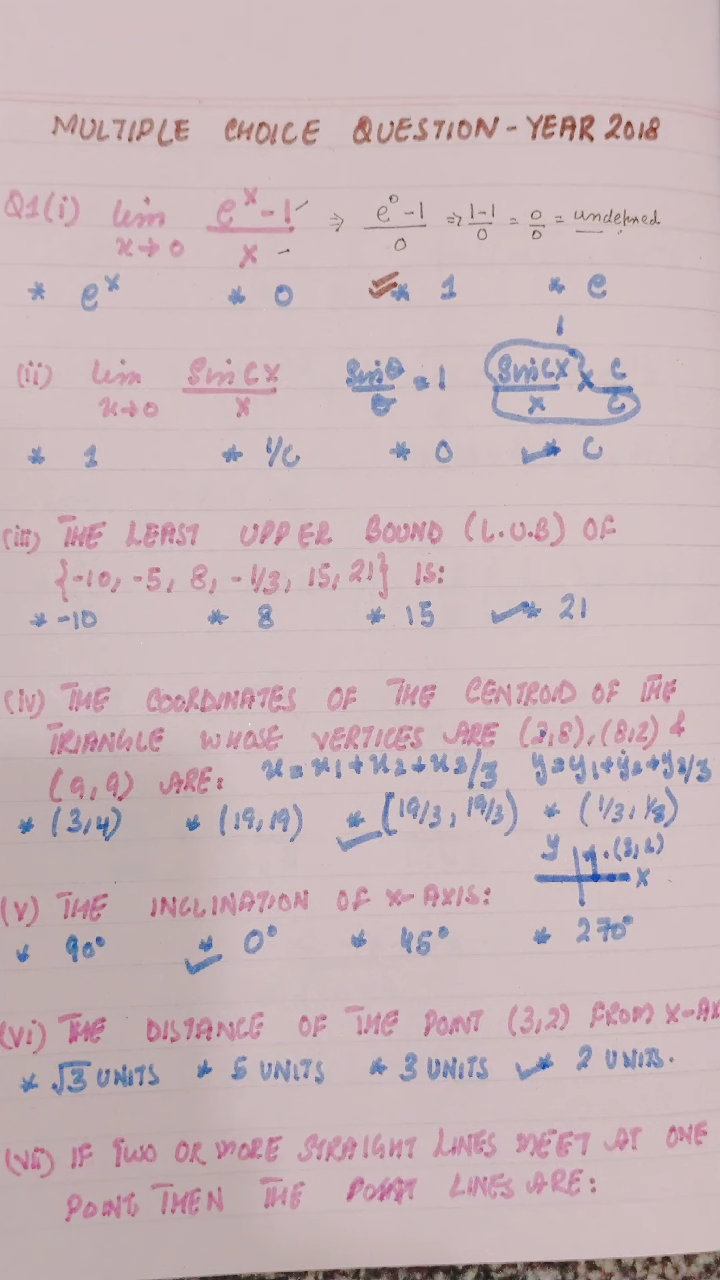 MULTIPLE CHOICE QUESTION - YEAR 2018
Q1(i) lim x→0 (e^x - 1)/x ⇒ (e^0 - 1)/0 ⇒ (1-1)/0 = 0/0 = undefined
* e^x * 0 * 1 * e
(ii) lim x→0 Sin Cx / x Sinθ/θ = 1 Sin Cx / x × C/C 1
* 1 * 1/C * 0 * C
(iii) THE LEAST UPPER BOUND (L.U.B) OF
{-10, -5, 8, -1/3, 15, 21} IS:
* -10 * 8 * 15 * 21
(iv) THE COORDINATES OF THE CENTROID OF THE
TRIANGLE WHOSE VERTICES ARE (2,8), (8,2) &
(9,9) ARE: x = x1 + x2 + x3/3 y = y1 + y2 + y3/3
* (3,4) * (19,19) * (19/3, 19/3) * (1/3, 1/8)
y x
(v) THE INCLINATION OF X-AXIS:
* 90° * 0° * 45° * 270°
(vi) THE DISTANCE OF THE POINT (3,2) FROM X-AX
* √3 UNITS * 5 UNITS * 3 UNITS * 2 UNITS.
(vii) IF TWO OR MORE STRAIGHT LINES MEET AT ONE
POINT THEN THE LINES ARE: